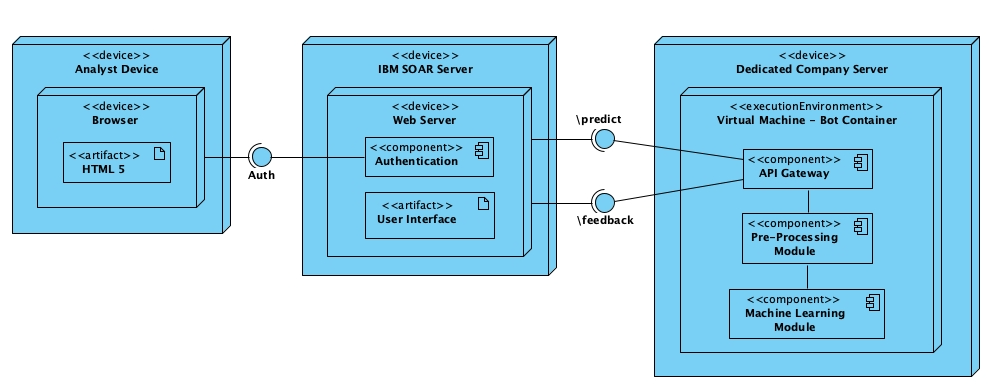 <<device>>
Analyst Device
<<device>>
Browser
<<artifact>>
HTML 5
Auth
<<device>>
IBM SOAR Server
<<device>>
Web Server
<<component>>
Authentication
<<artifact>>
User Interface
\predict
\feedback
<<device>>
Dedicated Company Server
<<executionEnvironment>>
Virtual Machine - Bot Container
<<component>>
API Gateway
<<component>>
Pre-Processing
Module
<<component>>
Machine Learning
Module